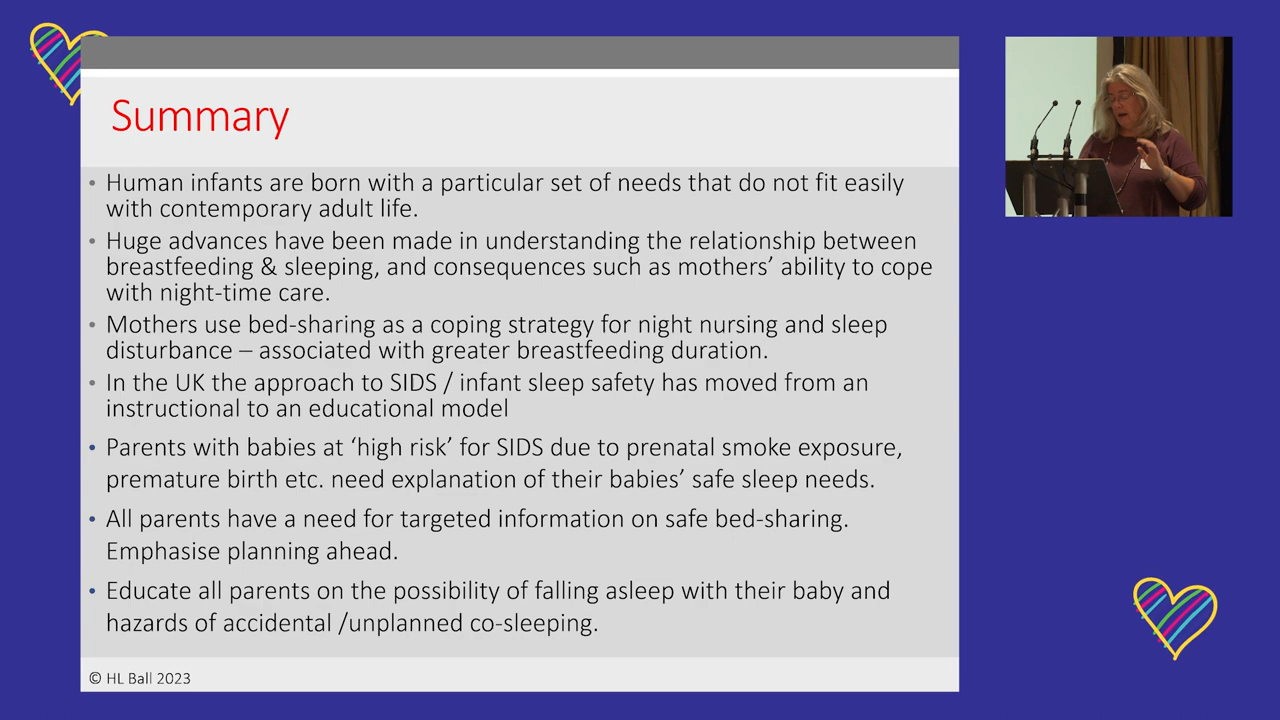 Summary
• Human infants are born with a particular set of needs that do not fit easily
with contemporary adult life.
• Huge advances have been made in understanding the relationship between
breastfeeding & sleeping, and consequences such as mothers’ ability to cope
with night-time care.
• Mothers use bed-sharing as a coping strategy for night nursing and sleep
disturbance – associated with greater breastfeeding duration.
• In the UK the approach to SIDS / infant sleep safety has moved from an
instructional to an educational model
• Parents with babies at ‘high risk’ for SIDS due to prenatal smoke exposure,
premature birth etc. need explanation of their babies’ safe sleep needs.
• All parents have a need for targeted information on safe bed-sharing.
Emphasise planning ahead.
• Educate all parents on the possibility of falling asleep with their baby and
hazards of accidental /unplanned co-sleeping.
© HL Ball 2023